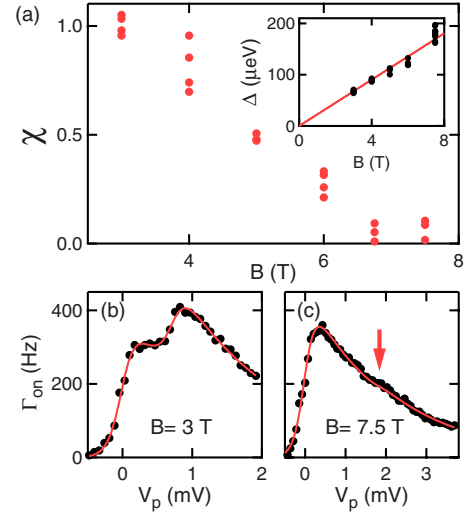 (a)
χ
1.0
0.5
0.0
4
6
8
B (T)
Δ (µeV)
200
100
0
0
4
8
B (T)
(b)
Γon (Hz)
400
200
0
0
1
2
B= 3 T
Vp (mV)
(c)
0
1
2
3
B= 7.5 T
Vp (mV)